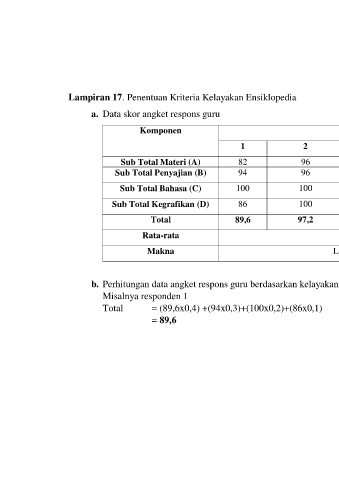 Lampiran 17. Penentuan Kriteria Kelayakan Ensiklopedia
a. Data skor angket respons guru
Komponen
1 2
Sub Total Materi (A) 82 96
Sub Total Penyajian (B) 94 96
Sub Total Bahasa (C) 100 100
Sub Total Kegrafikan (D) 86 100
Total 89,6 97,2
Rata-rata
Makna L
b. Perhitungan data angket respons guru berdasarkan kelayakan
Misalnya responden 1
Total = (89,6x0,4) +(94x0,3)+(100x0,2)+(86x0,1)
= 89,6